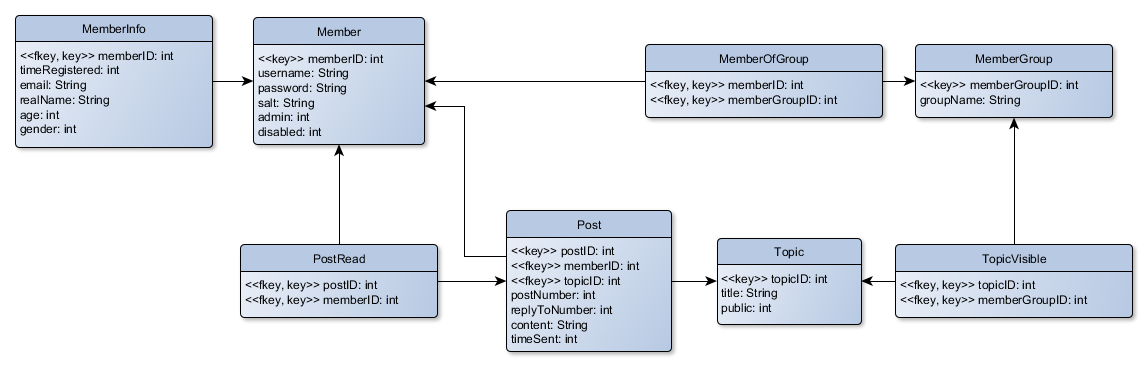 MemberInfo
<<fkey, key>> memberID: int
timeRegistered: int
email: String
realName: String
age: int
gender: int
Member
<<key>> memberID: int
username: String
password: String
salt: String
admin: int
disabled: int
MemberOfGroup
<<fkey, key>> memberID: int
<<fkey, key>> memberGroupID: int
MemberGroup
<<key>> memberGroupID: int
groupName: String
PostRead
<<fkey, key>> postID: int
<<fkey, key>> memberID: int
Post
<<key>> postID: int
<<fkey>> memberID: int
<<fkey>> topicID: int
postNumber: int
replyToNumber: int
content: String
timeSent: int
Topic
<<key>> topicID: int
title: String
public: int
TopicVisible
<<fkey, key>> topicID: int
<<fkey, key>> memberGroupID: int